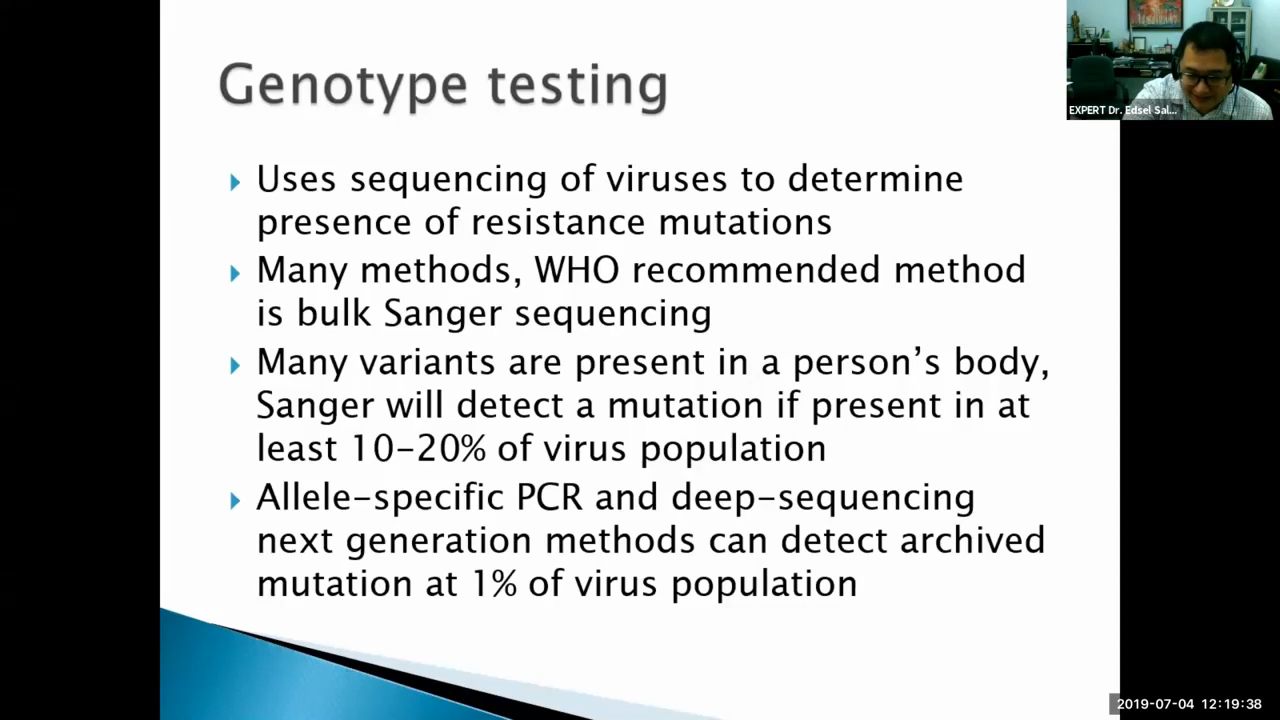 Genotype testing
EXPERT Dr. Edsel Sal...
Uses sequencing of viruses to determine
presence of resistance mutations
Many methods, WHO recommended method
is bulk Sanger sequencing
Many variants are present in a person’s body,
Sanger will detect a mutation if present in at
least 10-20% of virus population
Allele-specific PCR and deep-sequencing
next generation methods can detect archived
mutation at 1% of virus population
2019-07-04 12:19:38